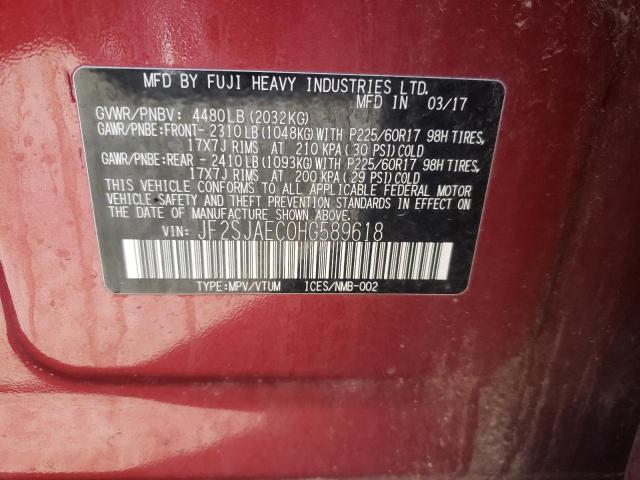 MFD BY FUJI HEAVY INDUSTRIES LTD.
MFD IN 03/17
GVWR/PNBV: 4480LB(2032KG)
GAWR/PNBE:FRONT- 2310LB(1048KG)WITH P225/60R17 98H TIRES,
17X7J RIMS AT 210 KPA(30 PSI)COLD
GAWR/PNBE:REAR - 2410LB(1093KG)WITH P225/60R17 98H TIRES,
17X7J RIMS AT 200 KPA(29 PSI)COLD
THIS VEHICLE CONFORMS TO ALL APPLICABLE FEDERAL MOTOR
VEHICLE SAFETY AND BUMPER STANDARDS IN EFFECT ON THE
DATE OF MANUFACTURE SHOWN ABOVE.
VIN: JF2SJAEC0HG589618
TYPE:MPV/VTUM ICES/NMB-002